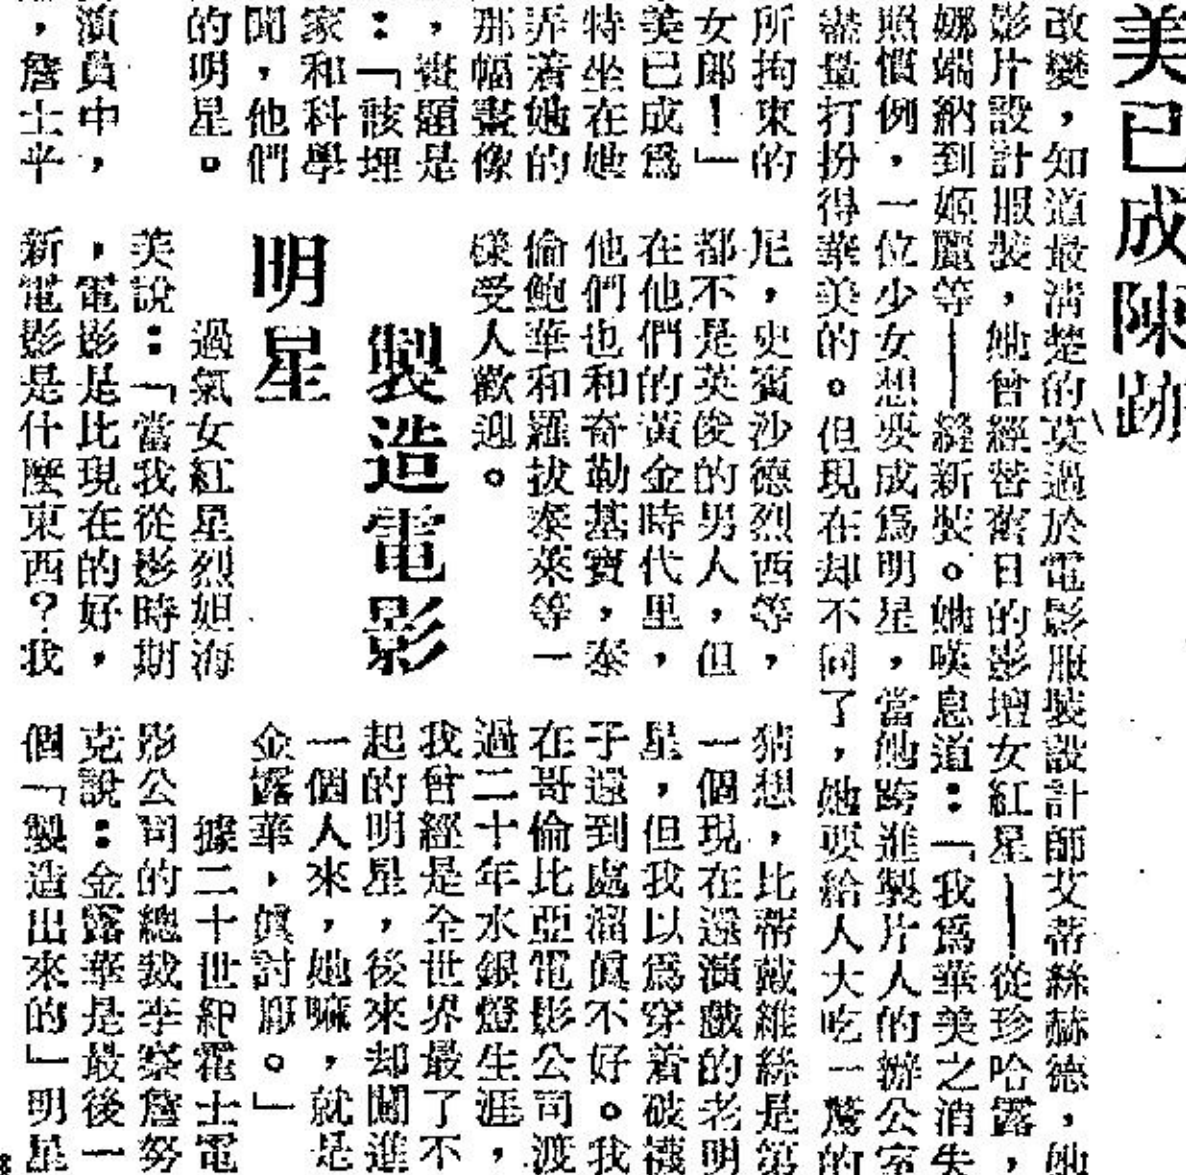 美已成陳跡
改變,知道最清楚的莫過於電影服裝設計師艾蒂絲赫德,她
影片設計服裝,她曾經替舊日的影壇女紅星——從珍哈露,
娜端納到姬麗等——縫新裝。她嘆息道:「我爲華美之消失
照慣例,一位少女想要成爲明星,當她跨進製片人的辦公室
盡量打扮得華美的。但現在却不同了,她要給人大吃一驚的
所拘束的
女郎!」
美已成爲
特坐在她
弄着她的
那幅畫像
,畫題是
:「該埋
家和科學
聞,他們
的明星。
演員中,
,詹士平
尼,史賓沙德烈西等,
都不是英俊的男人,但
在他們的黃金時代里,
他們也和奇勒基寶,泰
倫鮑華和羅拔泰萊等一
樣受人歡迎。
製造電影
明星
過氣女紅星烈妲海
美說:「當我從影時期
,電影是比現在的好,
新電影是什麼東西?我
猜想,比蒂戴維絲是第
一個現在還演戲的老明
星,但我以爲穿着破襪
子還到處溜眞不好。我
在哥倫比亞電影公司渡
過二十年水銀燈生涯,
我曾經是全世界最了不
起的明星,後來却闖進
一個人來,她嘛,就是
金露華,眞討厭。」
據二十世紀霍士電
影公司的總裁李察詹努
克說:金露華是最後一
個「製造出來的」明星